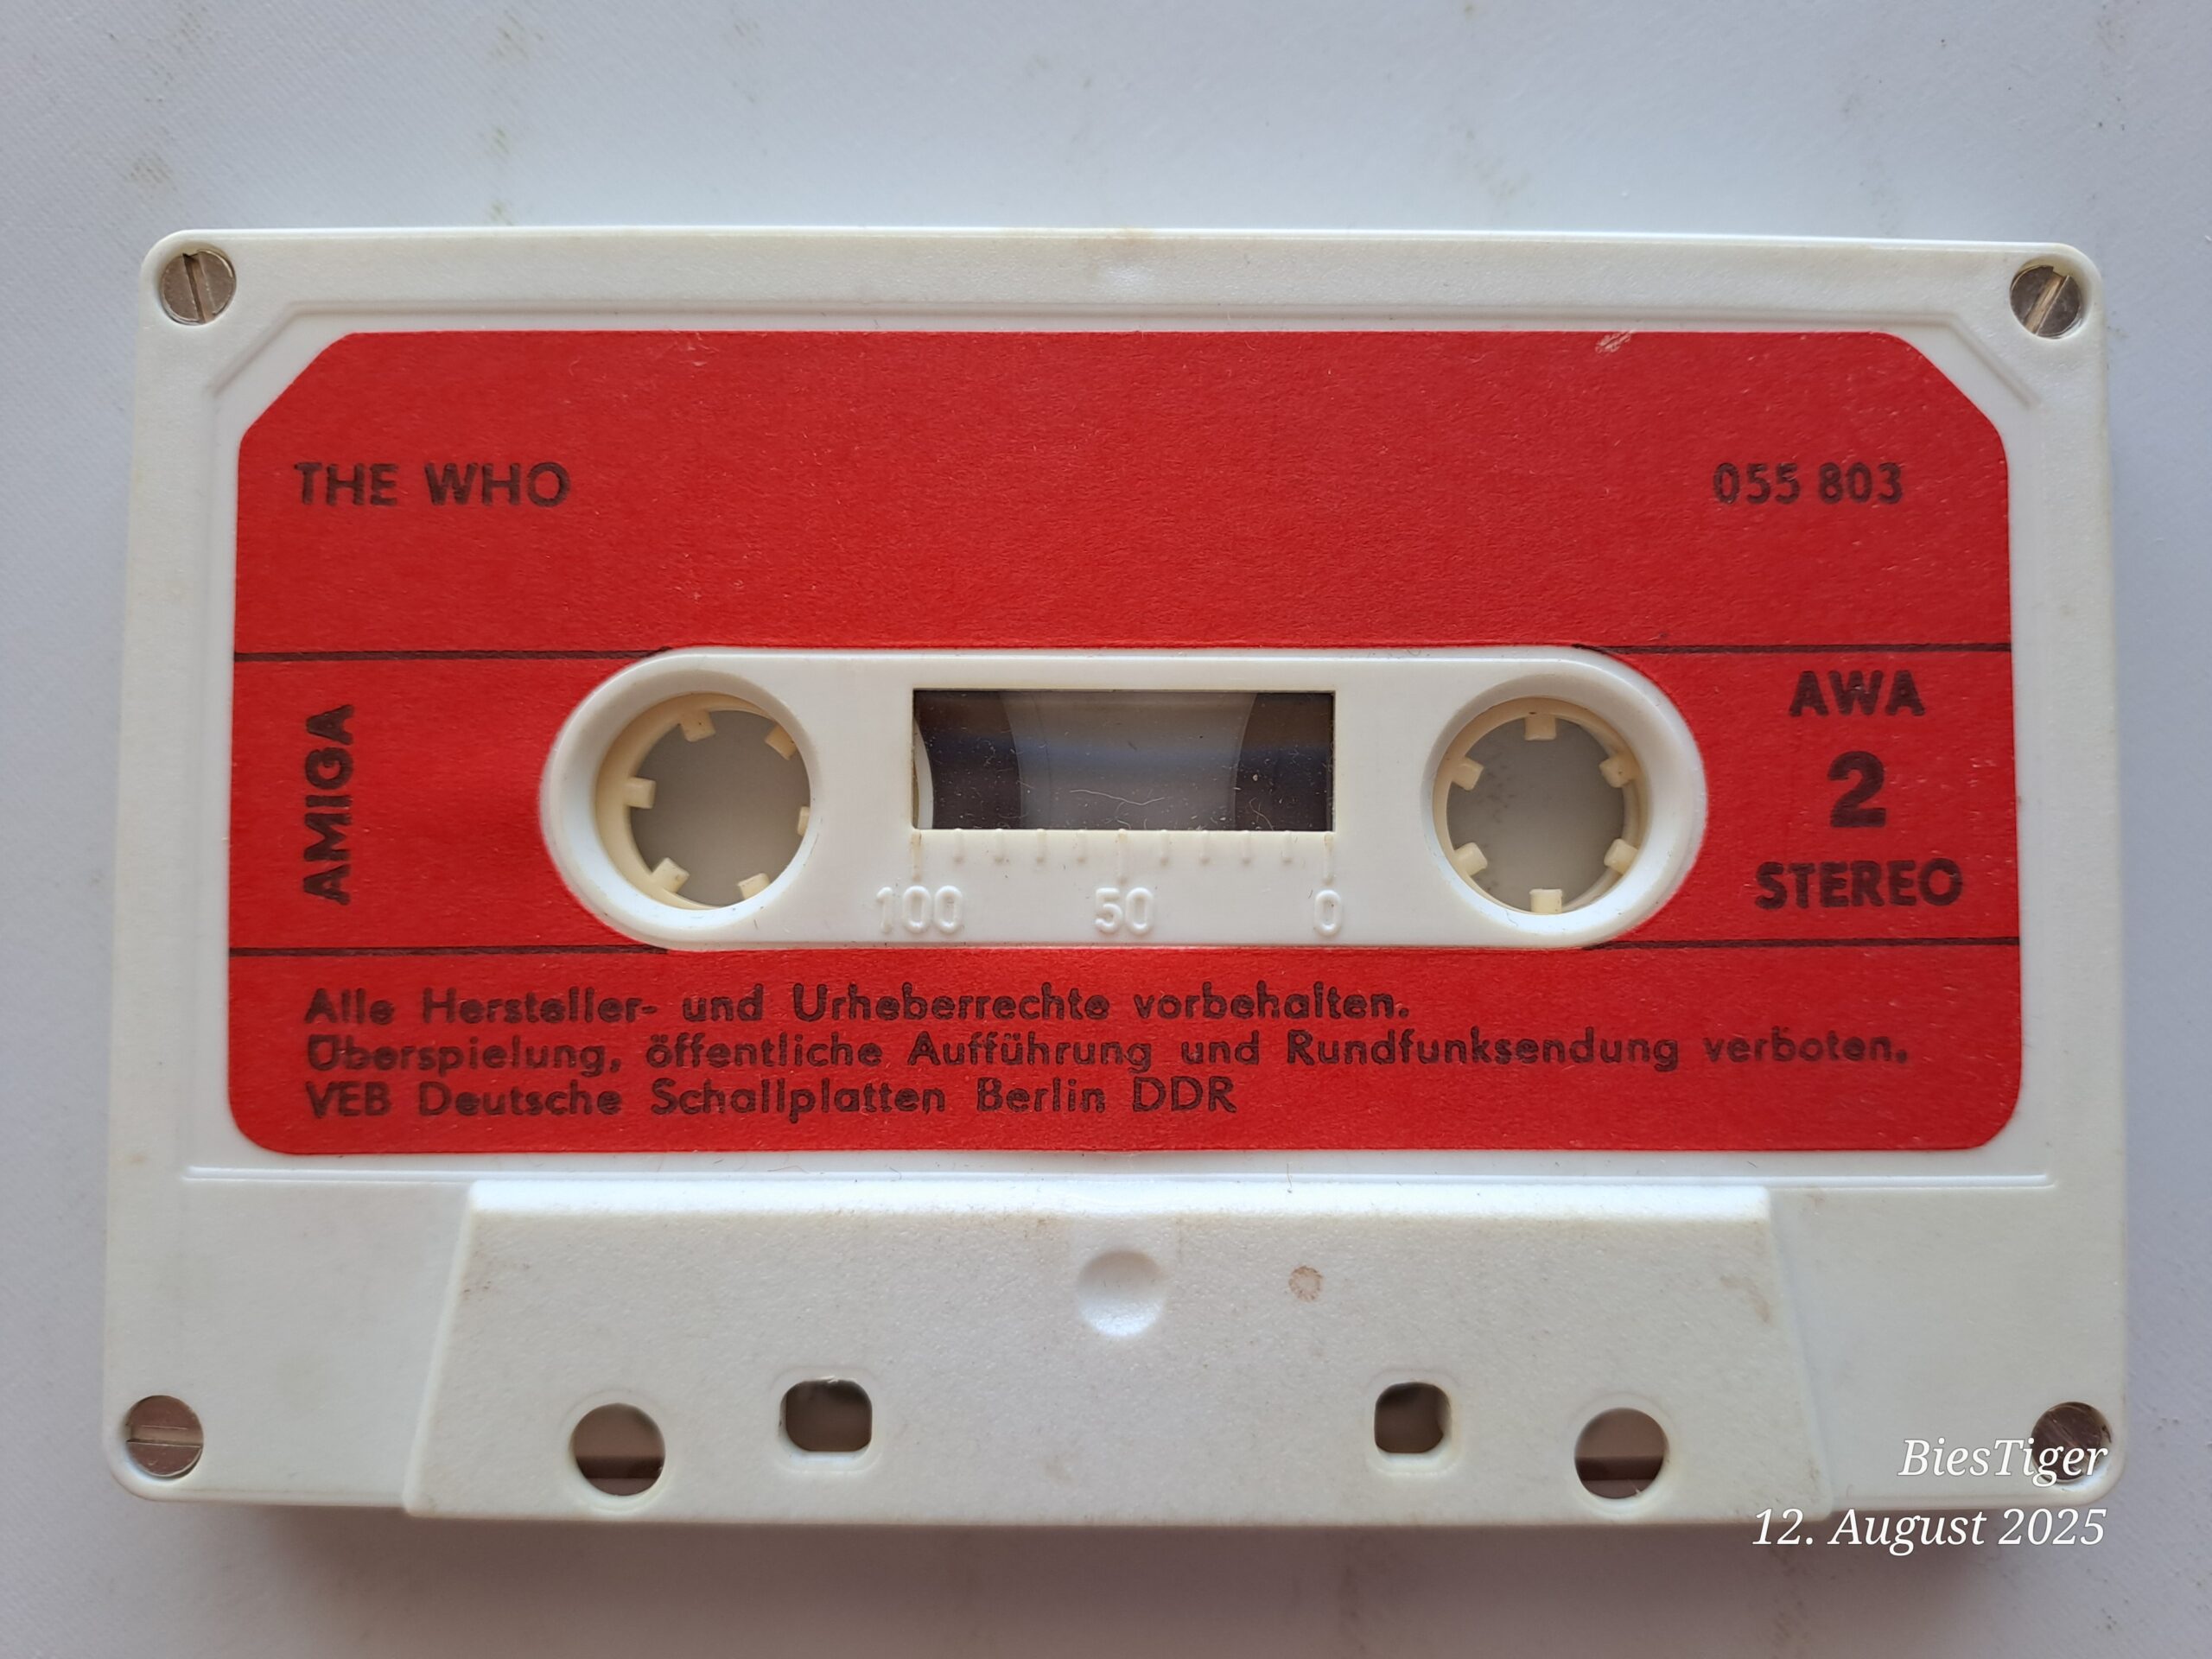 THE WHO
055 803
AMIGA
AWA
2
STEREO
100 50 0
Alle Hersteller- und Urheberrechte vorbehalten.
Überspielung, öffentliche Aufführung und Rundfunksendung verboten.
VEB Deutsche Schallplatten Berlin DDR
BiesTiger
12. August 2025